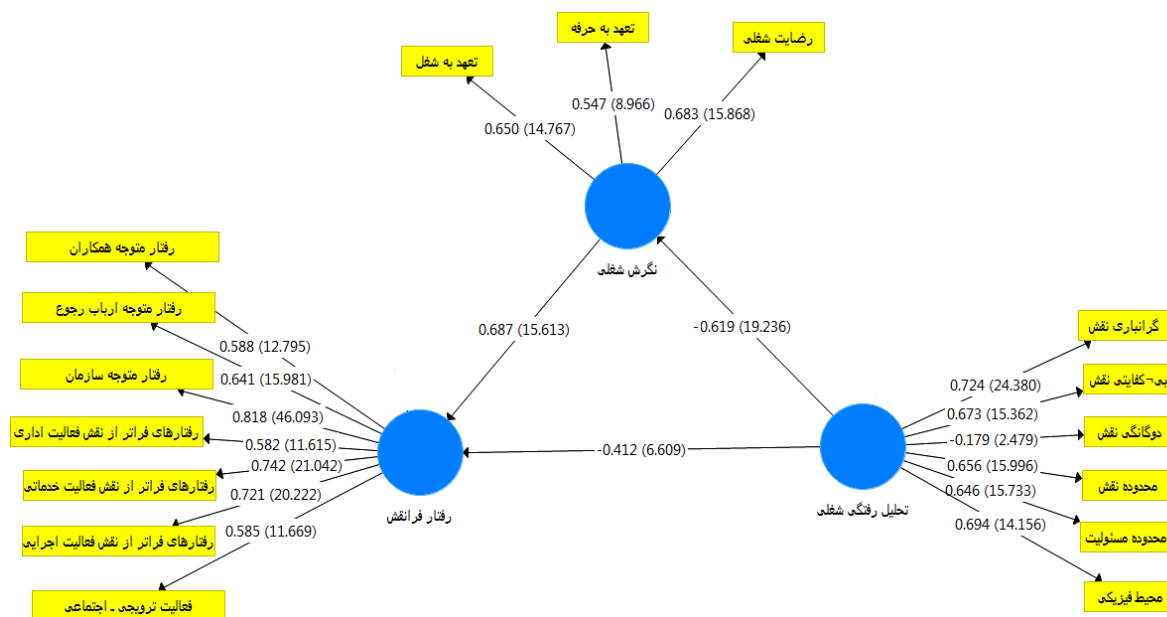 تعهد به حرفه
رضایت شغلی
تعهد به شغل
0.547 (8.966)
0.683 (15.868)
0.650 (14.767)
نگرش شغلی
رفتار متوجه همکاران
رفتار متوجه ارباب رجوع
رفتار متوجه سازمان
رفتارهای فراتر از نقش فعالیت اداری
رفتارهای فراتر از نقش فعالیت خدماتی
رفتارهای فراتر از نقش فعالیت اجرایی
فعالیت ترویجی ـ اجتماعی
0.588 (12.795)
0.641 (15.981)
0.818 (46.093)
0.582 (11.615)
0.742 (21.042)
0.721 (20.222)
0.585 (11.669)
رفتار فرانقش
0.687 (15.613)
-0.619 (19.236)
-0.412 (6.609)
تحلیل رفتگی شغلی
0.724 (24.380)
0.673 (15.362)
-0.179 (2.479)
0.656 (15.996)
0.646 (15.733)
0.694 (14.156)
گرانباری نقش
بی¬کفایتی نقش
دوگانگی نقش
محدوده نقش
محدوده مسئولیت
محیط فیزیکی